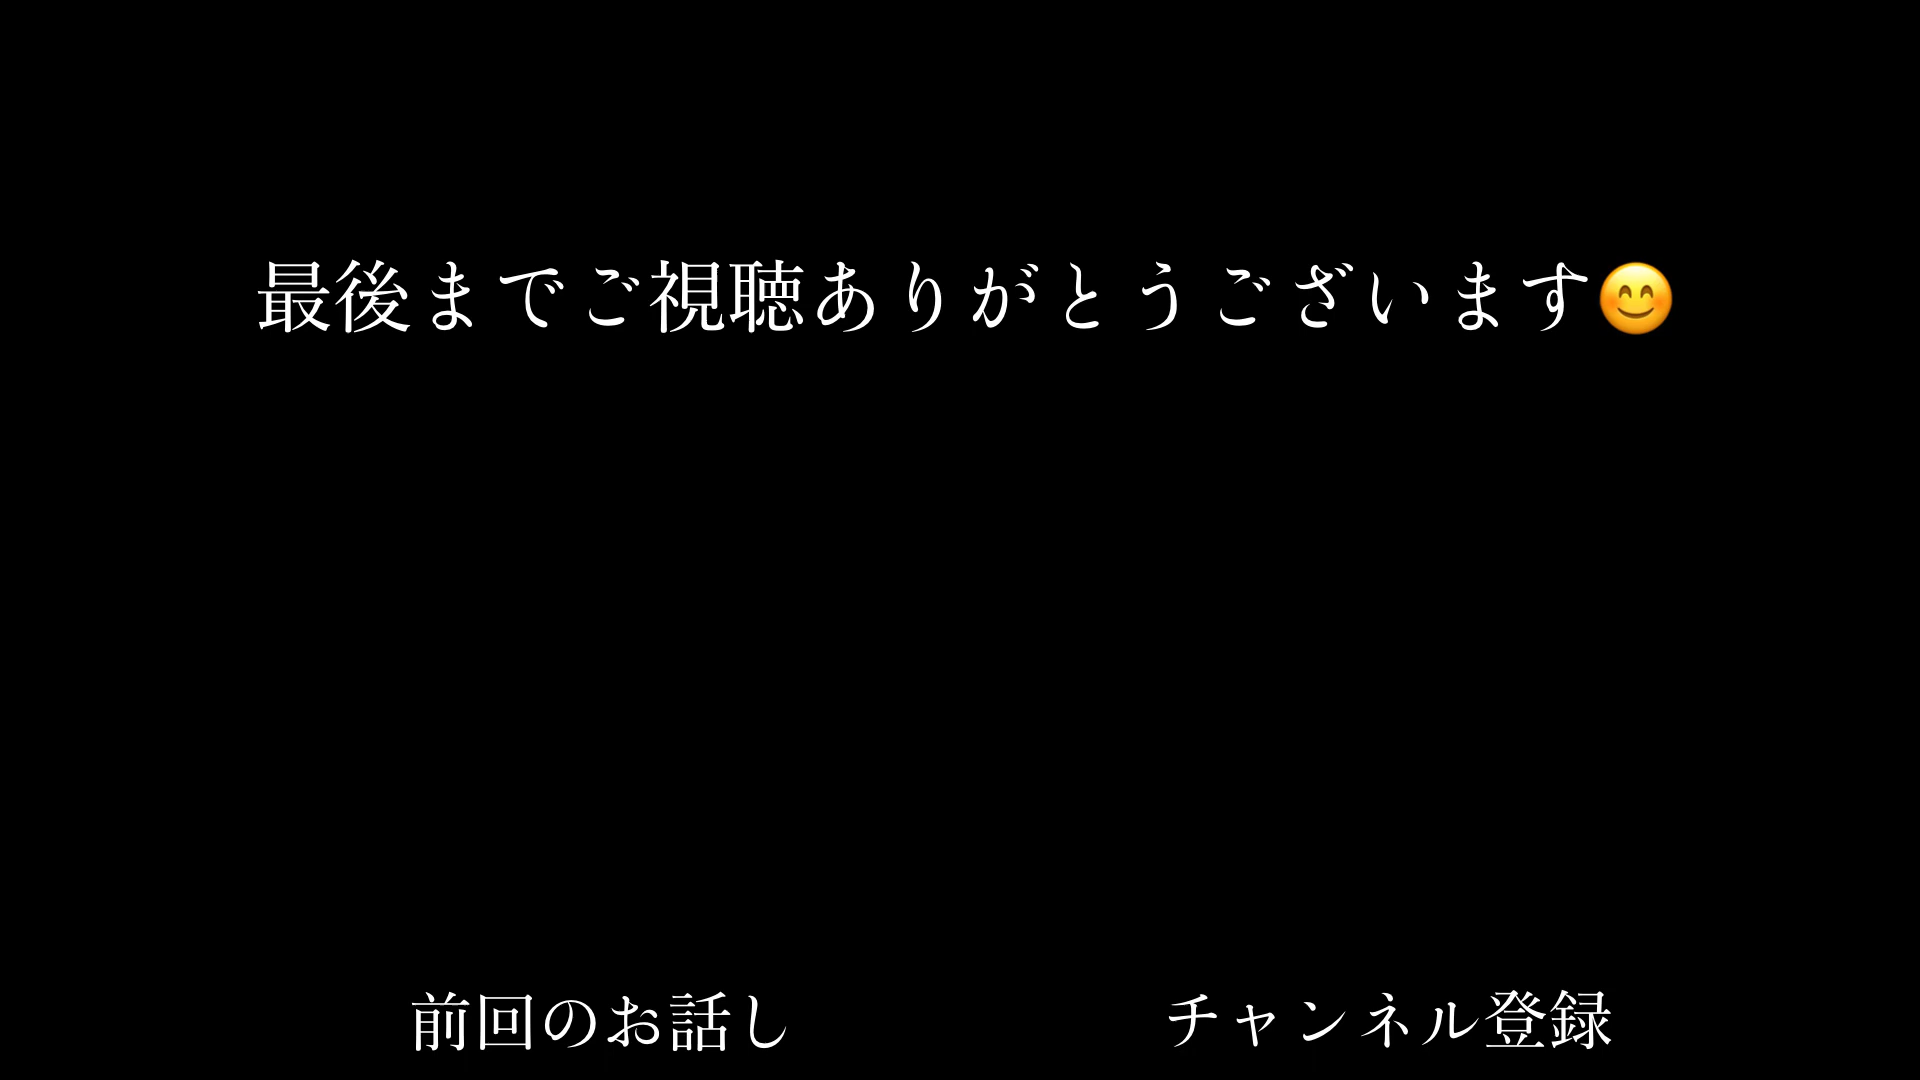 最後までご視聴ありがとうございます😊
前回のお話し
チャンネル登録